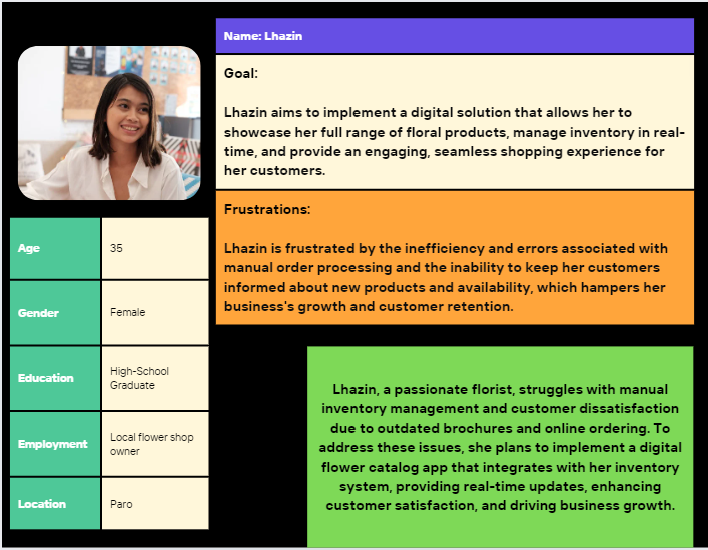 Name: Lhazin
Goal:
Lhazin aims to implement a digital solution that allows her to
showcase her full range of floral products, manage inventory in real-
time, and provide an engaging, seamless shopping experience for
her customers.
Frustrations:
Lhazin is frustrated by the inefficiency and errors associated with
manual order processing and the inability to keep her customers
informed about new products and availability, which hampers her
business's growth and customer retention.
Age
35
Gender
Female
Education
High-School
Graduate
Employment
Local flower shop
owner
Location
Paro
Lhazin, a passionate florist, struggles with manual
inventory management and customer dissatisfaction
due to outdated brochures and online ordering. To
address these issues, she plans to implement a digital
flower catalog app that integrates with her inventory
system, providing real-time updates, enhancing
customer satisfaction, and driving business growth.